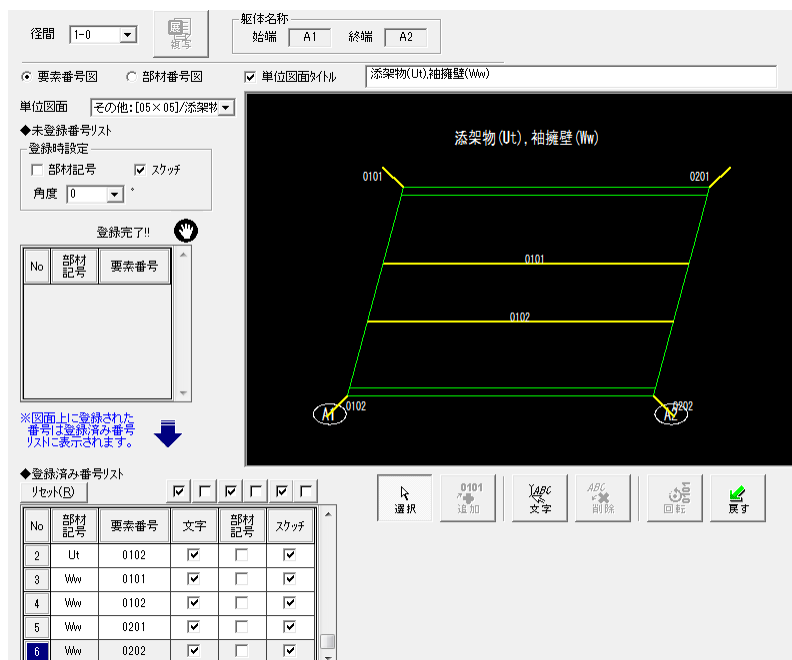 径間 1-0 複写 躯体名称 始端 A1 終端 A2
要素番号図 部材番号図 単位図面タイトル 添架物(Ut),袖擁壁(Ww)
単位図面 その他:[05×05]/添架物
◆未登録番号リスト
登録時設定
部材記号 スケッチ
角度 0 °
登録完了!!
No 部材記号 要素番号
※図面上に登録された
番号は登録済み番号
リストに表示されます。
添架物(Ut),袖擁壁(Ww)
0101 0201
0101
0102
A1 0102 A2 0202
◆登録済み番号リスト
リセット(R)
No 部材記号 要素番号 文字 部材記号 スケッチ
2 Ut 0102
3 Ww 0101
4 Ww 0102
5 Ww 0201
6 Ww 0202
選択
0101 追加
ABC 文字
ABC 削除
0101 回転
戻す